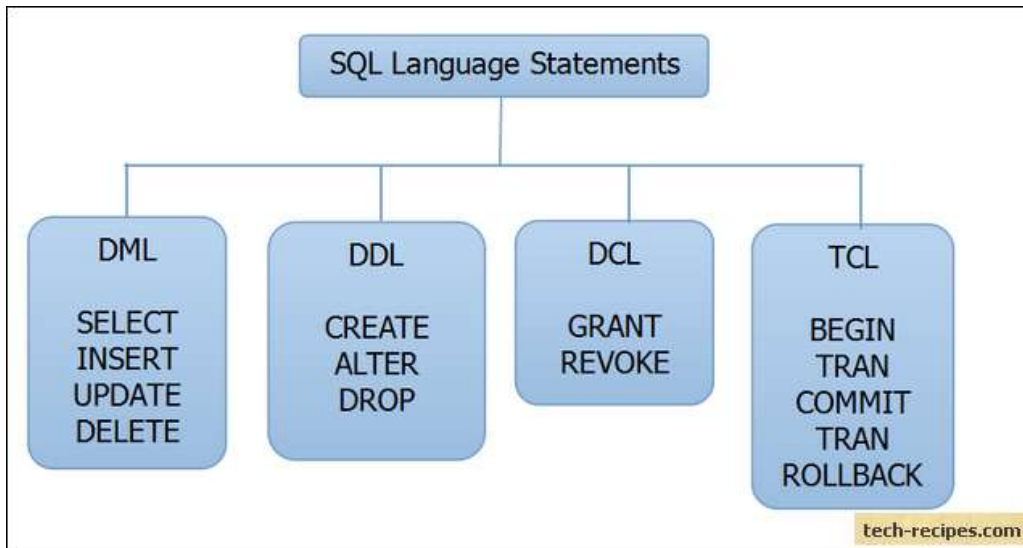 SQL Language Statements
DML
SELECT
INSERT
UPDATE
DELETE
DDL
CREATE
ALTER
DROP
DCL
GRANT
REVOKE
TCL
BEGIN
TRAN
COMMIT
TRAN
ROLLBACK
tech-recipes.com